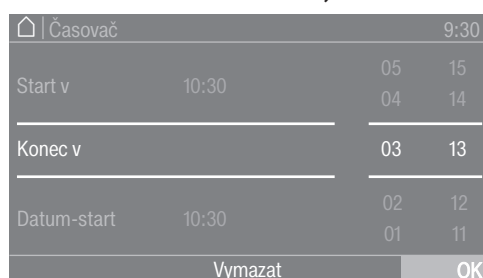 Časovač 9:30
05 15
Start v 10:30
04 14
Konec v 03 13
02 12
Datum-start 10:30
01 11
Vymazat OK